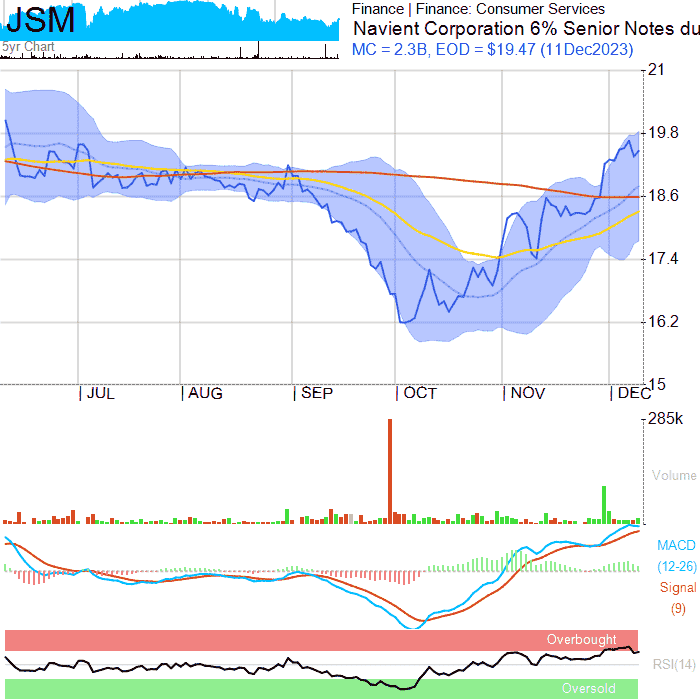 JSM
5yr Chart
Finance | Finance: Consumer Services
Navient Corporation 6% Senior Notes du
MC = 2.3B, EOD = $19.47 (11Dec2023)
21
19.8
18.6
17.4
16.2
15
JUL AUG SEP OCT NOV DEC
285k
Volume
MACD
(12-26)
Signal
(9)
Overbought
RSI(14)
Oversold